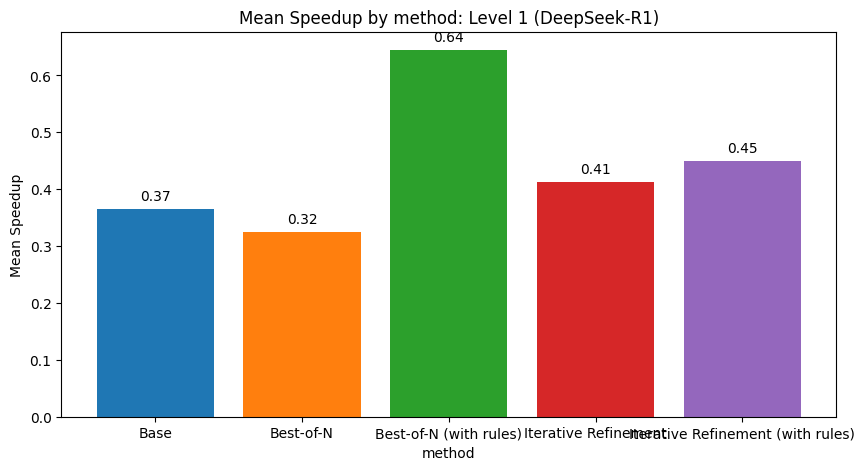 Mean Speedup by method: Level 1 (DeepSeek-R1)
0.64
0.6
0.5
0.45
0.41
0.4
0.37
0.32
0.3
0.2
0.1
0.0
Mean Speedup
Base
Best-of-N
Best-of-N (with rules)
Iterative Refinement
Iterative Refinement (with rules)
method